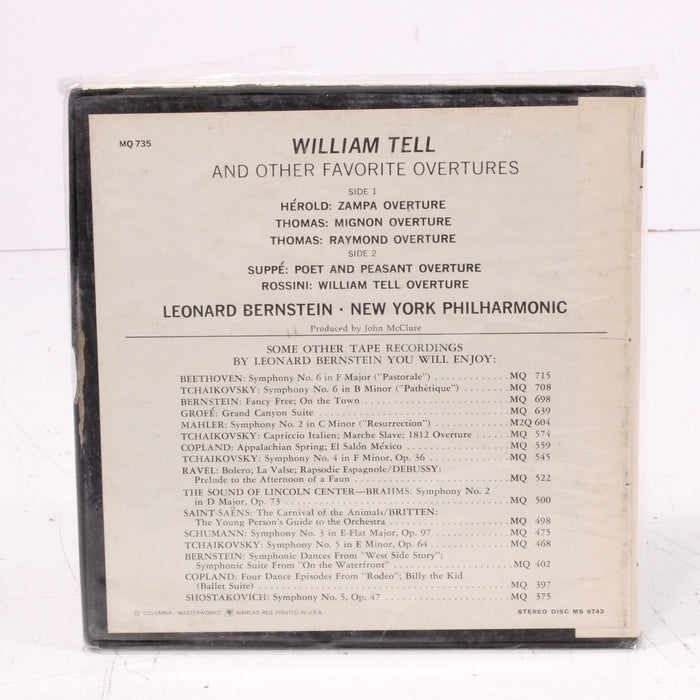 MQ 735
WILLIAM TELL
AND OTHER FAVORITE OVERTURES
SIDE 1
HÉROLD: ZAMPA OVERTURE
THOMAS: MIGNON OVERTURE
THOMAS: RAYMOND OVERTURE
SIDE 2
SUPPÉ: POET AND PEASANT OVERTURE
ROSSINI: WILLIAM TELL OVERTURE
LEONARD BERNSTEIN · NEW YORK PHILHARMONIC
Produced by John McClure
SOME OTHER TAPE RECORDINGS
BY LEONARD BERNSTEIN YOU WILL ENJOY:
BEETHOVEN: Symphony No. 6 in F Major ("Pastorale") . . . . . . . . . . . . MQ 715
TCHAIKOVSKY: Symphony No. 6 in B Minor ("Pathétique") . . . . . . . . MQ 708
BERNSTEIN: Fancy Free; On the Town . . . . . . . . . . . . . . . . . . . . . . . . MQ 698
GROFÉ: Grand Canyon Suite . . . . . . . . . . . . . . . . . . . . . . . . . . . . . . . MQ 639
MAHLER: Symphony No. 2 in C Minor ("Resurrection") . . . . . . . . . . M2Q 604
TCHAIKOVSKY: Capriccio Italien; Marche Slave; 1812 Overture . . . . . . MQ 574
COPLAND: Appalachian Spring; El Salón México . . . . . . . . . . . . . . . . MQ 559
TCHAIKOVSKY: Symphony No. 4 in F Minor, Op. 36 . . . . . . . . . . . . . MQ 545
RAVEL: Bolero; La Valse; Rapsodie Espagnole/DEBUSSY:
Prelude to the Afternoon of a Faun . . . . . . . . . . . . . . . . . . . . . . . . MQ 522
THE SOUND OF LINCOLN CENTER—BRAHMS: Symphony No. 2
in D Major, Op. 73 . . . . . . . . . . . . . . . . . . . . . . . . . . . . . . . . . . . MQ 500
SAINT-SAËNS: The Carnival of the Animals/BRITTEN:
The Young Person's Guide to the Orchestra . . . . . . . . . . . . . . . . . . MQ 498
SCHUMANN: Symphony No. 3 in E-Flat Major, Op. 97 . . . . . . . . . . . . MQ 475
TCHAIKOVSKY: Symphony No. 5 in E Minor, Op. 64 . . . . . . . . . . . . . MQ 468
BERNSTEIN: Symphonic Dances From "West Side Story";
Symphonic Suite From "On the Waterfront" . . . . . . . . . . . . . . . . . MQ 402
COPLAND: Four Dance Episodes From "Rodeo"; Billy the Kid
(Ballet Suite) . . . . . . . . . . . . . . . . . . . . . . . . . . . . . . . . . . . . . . . . MQ 397
SHOSTAKOVICH: Symphony No. 5, Op. 47 . . . . . . . . . . . . . . . . . . . . MQ 375
℗ "COLUMBIA" "MASTERWORKS" MARCAS REG. PRINTED IN U.S.A.
STEREO DISC MS 6743